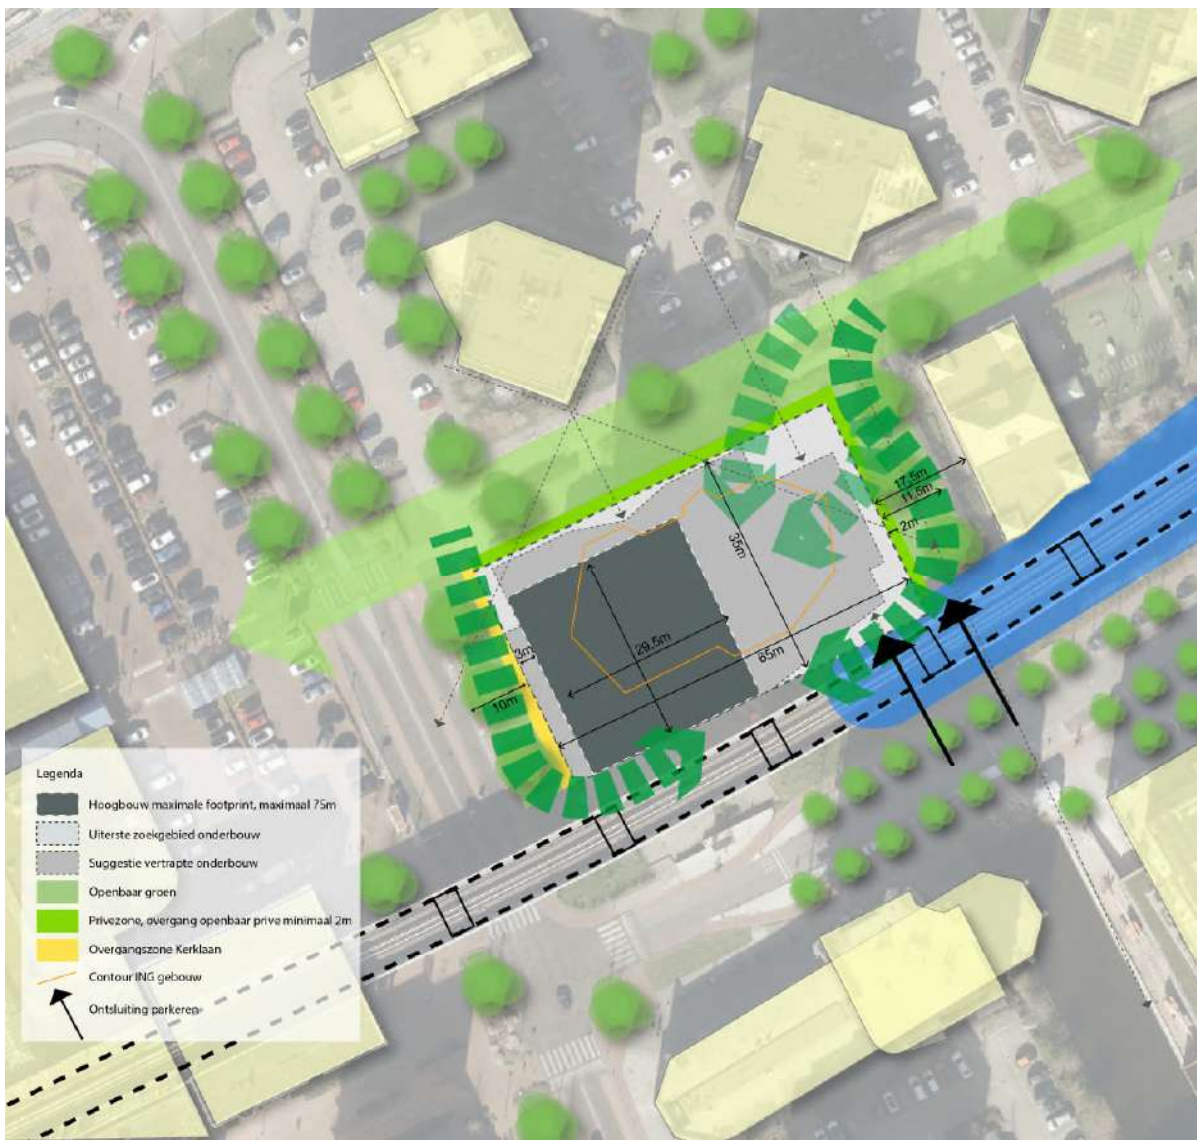 17.5m
11.5m
2m
35m
29.5m
65m
3m
10m
Legenda
Hoogbouw maximale footprint, maximaal 75m
Uiterste zoekgebied onderbouw
Suggestie vertrapte onderbouw
Openbaar groen
Privezone, overgang openbaar prive minimaal 2m
Overgangszone Kerklaan
Contour ING gebouw
Ontsluiting parkeren